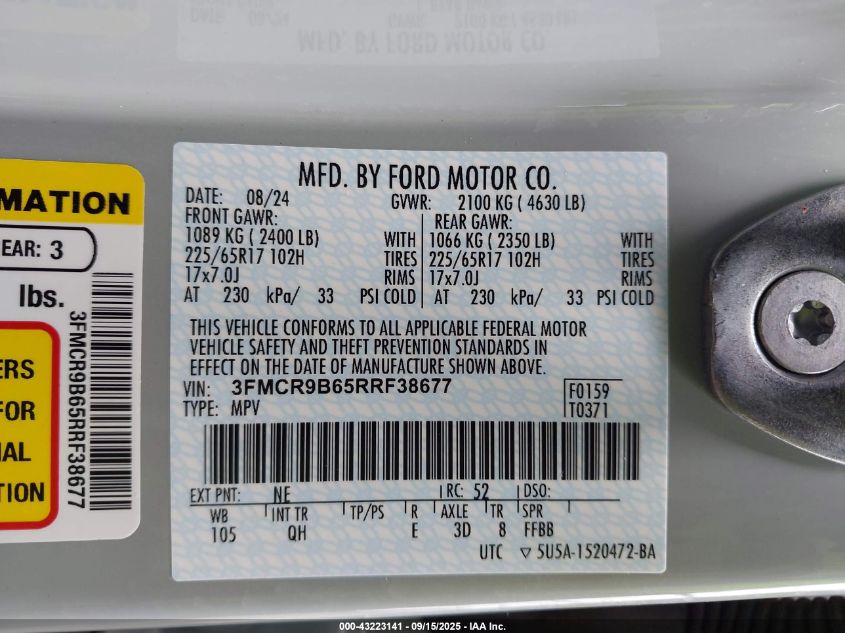 MFD. BY FORD MOTOR CO.
MATION
EAR: 3
lbs.
ERS
FOR
AL
TION
3FMCR9B65RRF38677
MFD. BY FORD MOTOR CO.
DATE: 08/24 GVWR: 2100 KG ( 4630 LB)
FRONT GAWR: REAR GAWR:
1089 KG ( 2400 LB) WITH 1066 KG ( 2350 LB) WITH
225/65R17 102H TIRES 225/65R17 102H TIRES
17x7.0J RIMS 17x7.0J RIMS
AT 230 kPa/ 33 PSI COLD AT 230 kPa/ 33 PSI COLD
THIS VEHICLE CONFORMS TO ALL APPLICABLE FEDERAL MOTOR
VEHICLE SAFETY AND THEFT PREVENTION STANDARDS IN
EFFECT ON THE DATE OF MANUFACTURE SHOWN ABOVE.
VIN: 3FMCR9B65RRF38677 F0159
TYPE: MPV T0371
EXT PNT: NE RC: 52 DSO:
WB INT TR TP/PS R AXLE TR SPR
105 QH E 3D 8 FFBB
UTC ▽ 5U5A-1520472-BA
000-43223141 - 09/15/2025 - IAA Inc.